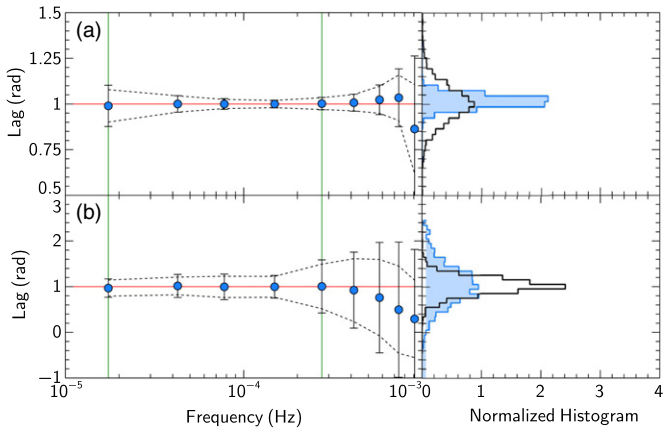 1.5
(a)
1.25
Lag (rad)
1
0.75
0.5
3
(b)
2
Lag (rad)
1
0
−1
10⁻⁵ 10⁻⁴ 10⁻³ 0 1 2 3 4
Frequency (Hz) Normalized Histogram